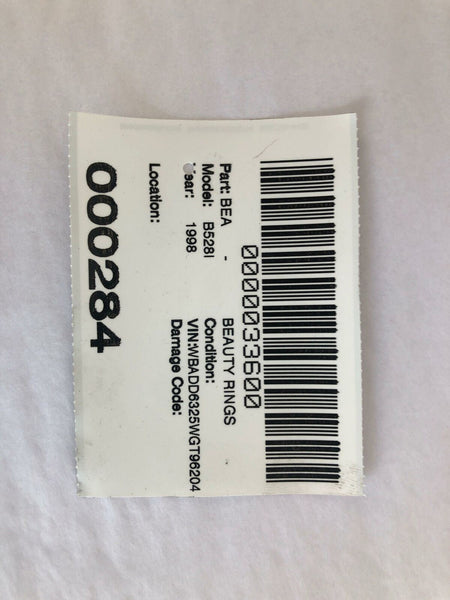 0000033600
Part: BEA - BEAUTY RINGS
Model: B528I Condition:
Year: 1998 VIN:WBADD6325WGT96204
Damage Code:
Location:
000284